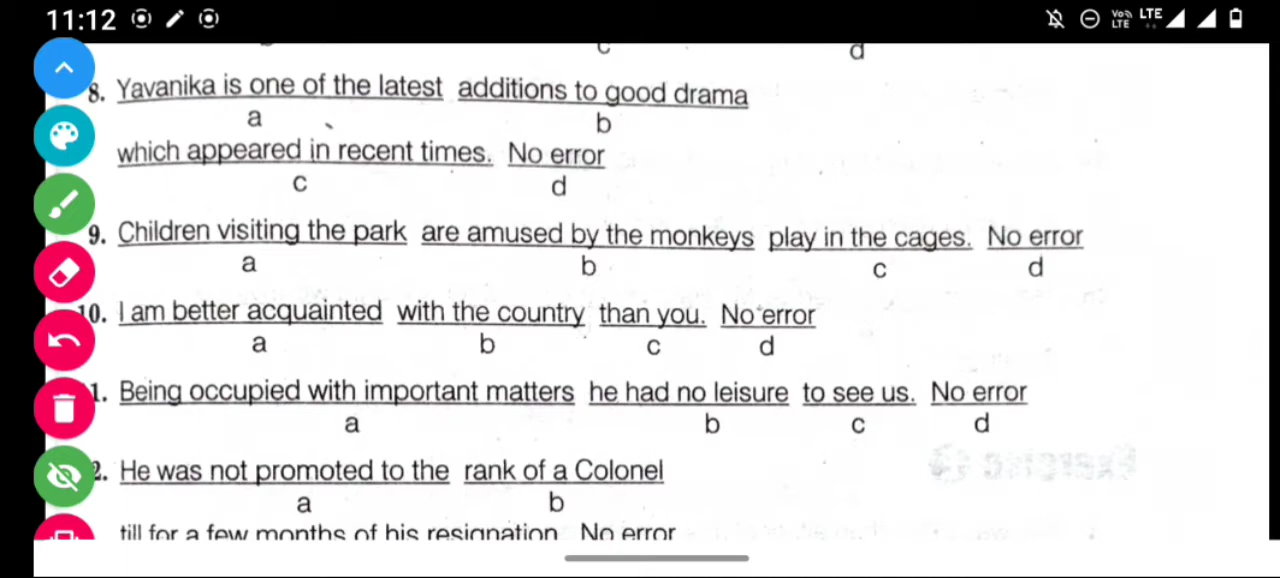 11:12 Vo) LTE LTE
c d
8. Yavanika is one of the latest additions to good drama
a b
which appeared in recent times. No error
c d
9. Children visiting the park are amused by the monkeys play in the cages. No error
a b c d
10. I am better acquainted with the country than you. No error
a b c d
1. Being occupied with important matters he had no leisure to see us. No error
a b c d
2. He was not promoted to the rank of a Colonel
a b
till for a few months of his resignation No error